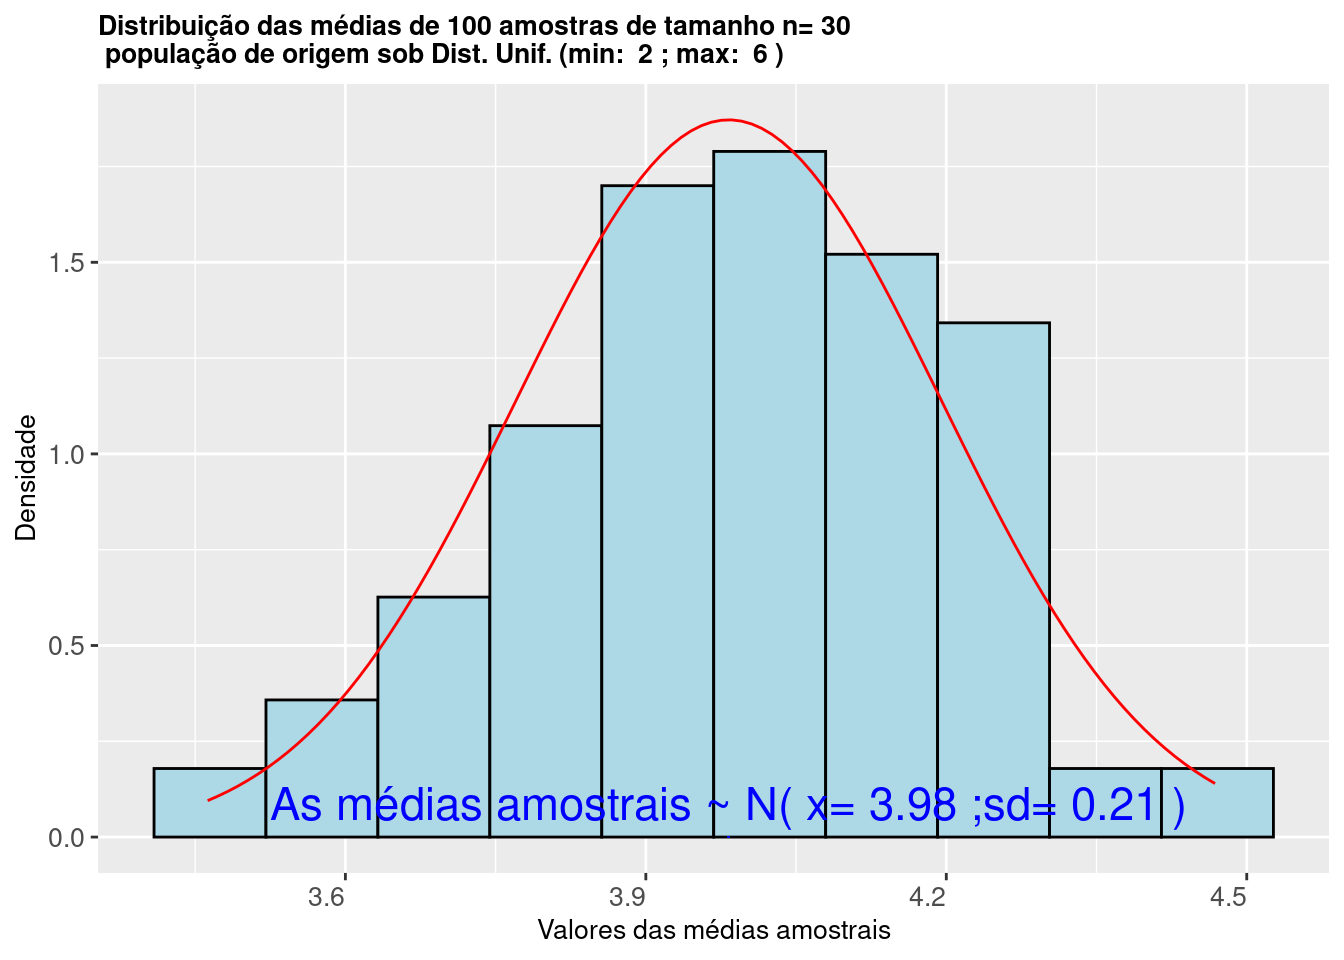 Distribuição das médias de 100 amostras de tamanho n= 30
população de origem sob Dist. Unif. (min:  2 ; max:  6 )
Densidade
1.5
1.0
0.5
0.0
As médias amostrais ~ N( x= 3.98 ;sd= 0.21 )
3.6 3.9 4.2 4.5
Valores das médias amostrais